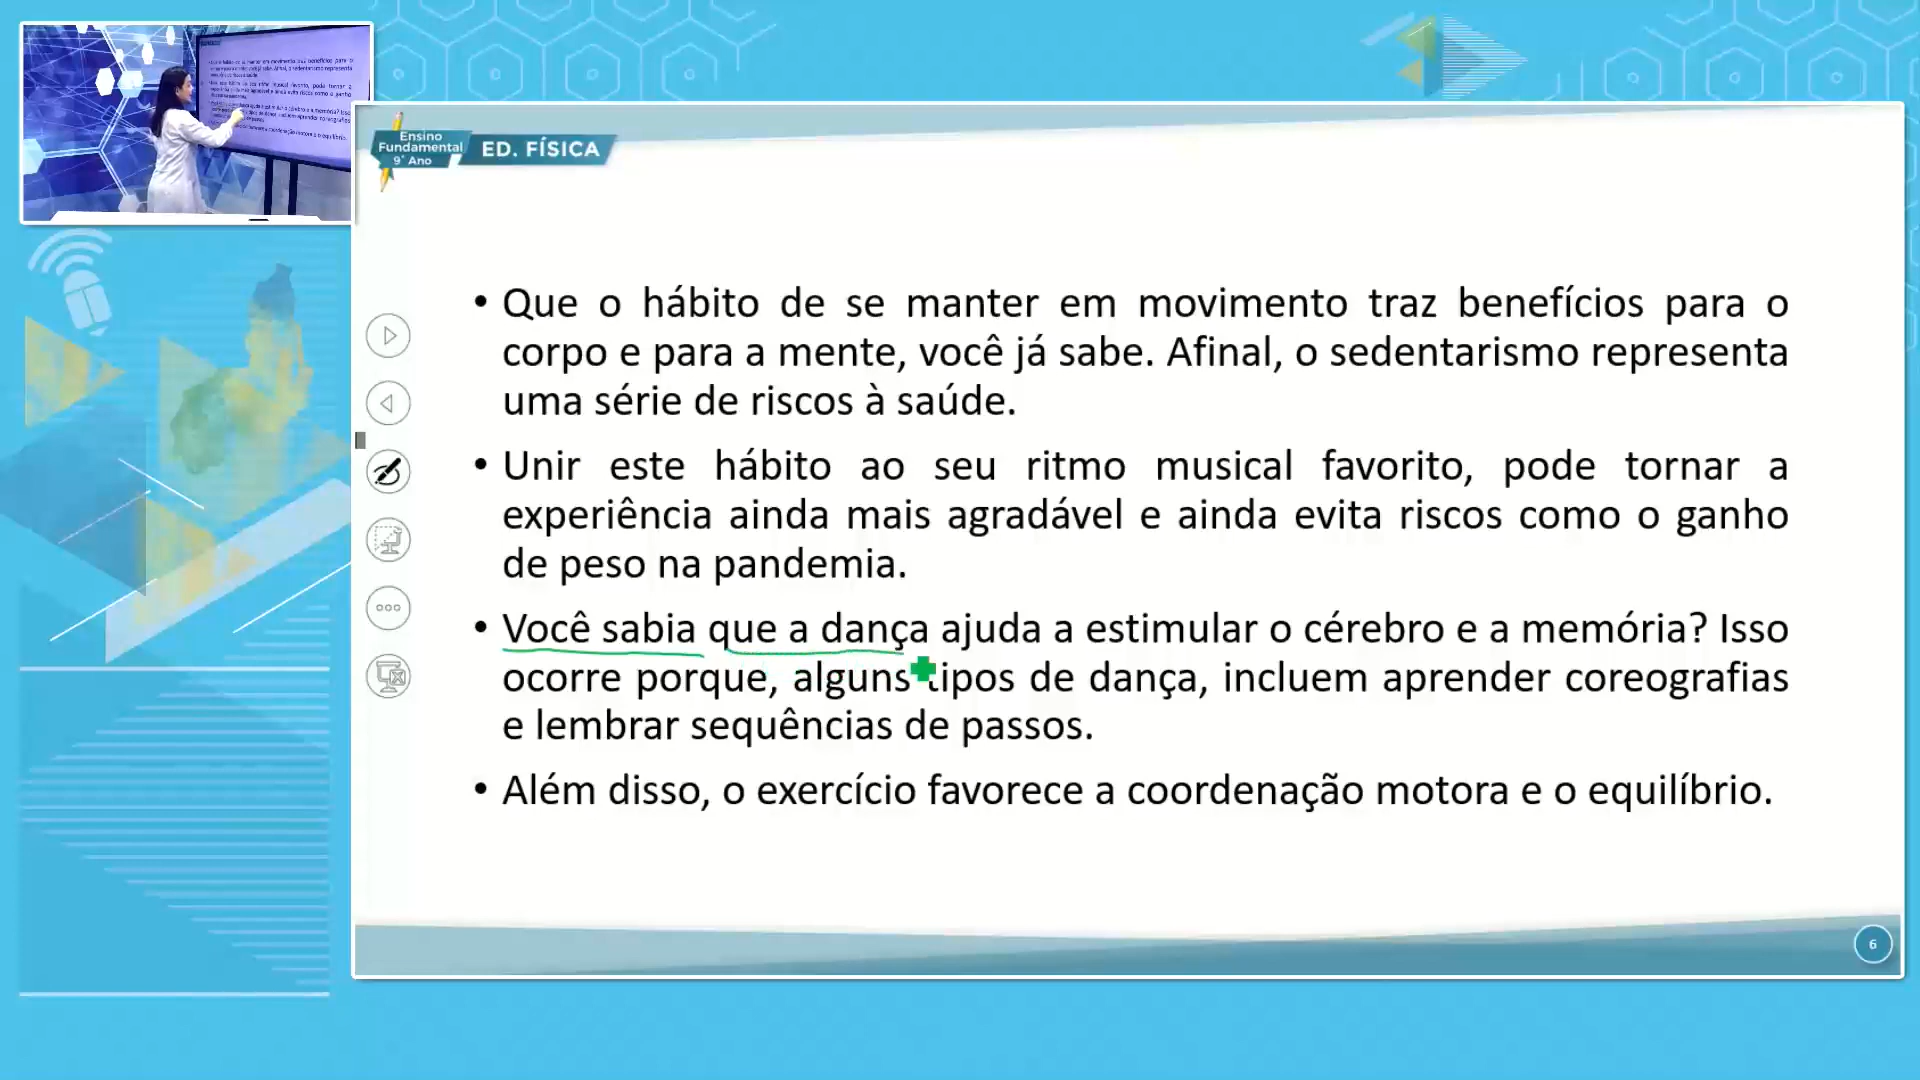 Ensino
Fundamental
9° Ano
ED. FÍSICA
• Que o hábito de se manter em movimento traz benefícios para o
corpo e para a mente, você já sabe. Afinal, o sedentarismo representa
uma série de riscos à saúde.
• Unir este hábito ao seu ritmo musical favorito, pode tornar a
experiência ainda mais agradável e ainda evita riscos como o ganho
de peso na pandemia.
• Você sabia que a dança ajuda a estimular o cérebro e a memória? Isso
ocorre porque, alguns tipos de dança, incluem aprender coreografias
e lembrar sequências de passos.
• Além disso, o exercício favorece a coordenação motora e o equilíbrio.
6